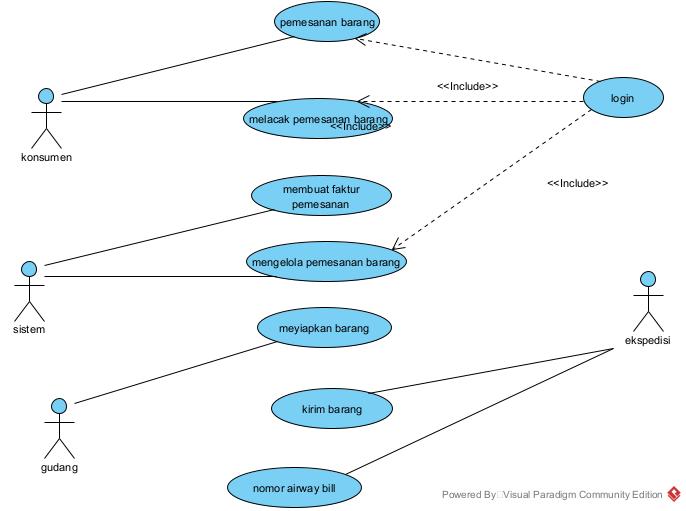 pemesanan barang
<<Include>>
login
melacak pemesanan barang
<<Include>>
konsumen
<<Include>>
membuat faktur
pemesanan
mengelola pemesanan barang
sistem
meyiapkan barang
ekspedisi
kirim barang
gudang
nomor airway bill
Powered By Visual Paradigm Community Edition